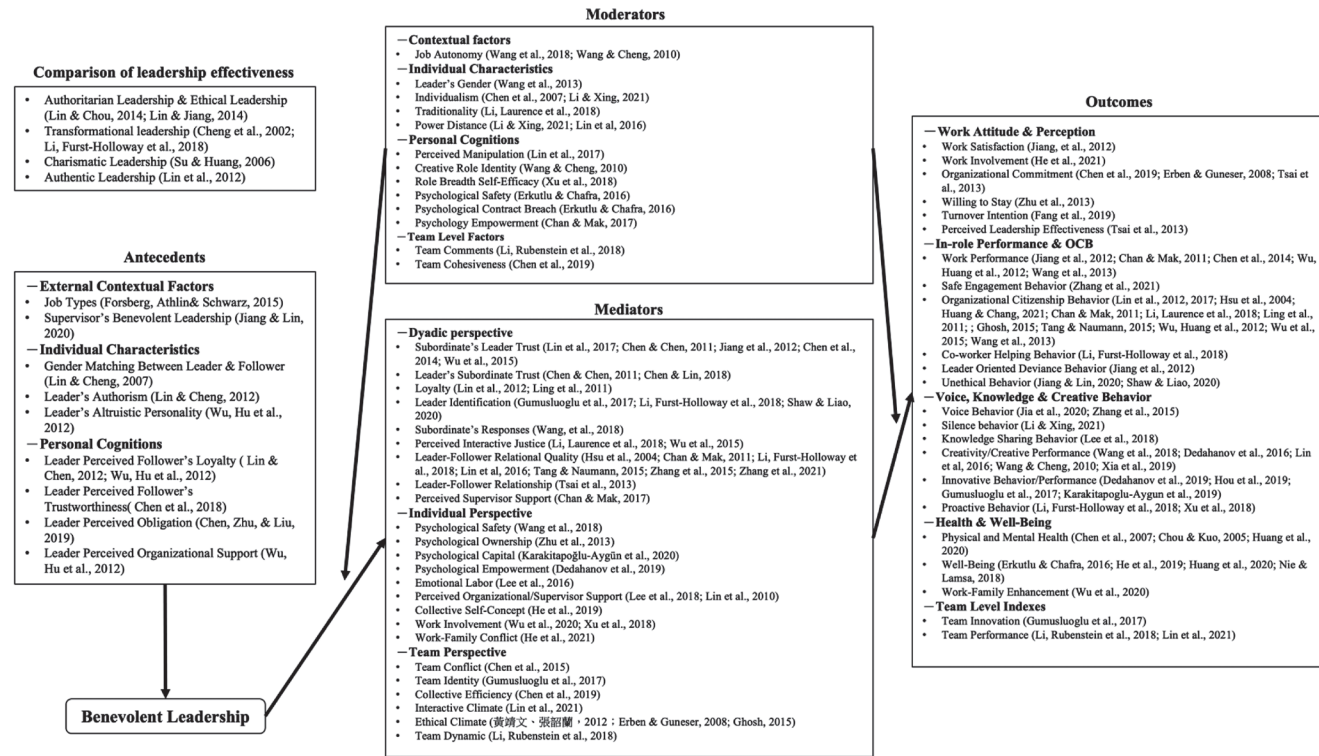 Comparison of leadership effectiveness
• Authoritarian Leadership & Ethical Leadership
(Lin & Chou, 2014; Lin & Jiang, 2014)
• Transformational leadership (Cheng et al., 2002;
Li, Furst-Holloway et al., 2018)
• Charismatic Leadership (Su & Huang, 2006)
• Authentic Leadership (Lin et al., 2012)
Antecedents
－External Contextual Factors
• Job Types (Forsberg, Athlin& Schwarz, 2015)
• Supervisor's Benevolent Leadership (Jiang & Lin,
2020)
－Individual Characteristics
• Gender Matching Between Leader & Follower
(Lin & Cheng, 2007)
• Leader's Authorism (Lin & Cheng, 2012)
• Leader's Altruistic Personality (Wu, Hu et al.,
2012)
－Personal Cognitions
• Leader Perceived Follower's Loyalty ( Lin &
Chen, 2012; Wu, Hu et al., 2012)
• Leader Perceived Follower's
Trustworthiness( Chen et al., 2018)
• Leader Perceived Obligation (Chen, Zhu, & Liu,
2019)
• Leader Perceived Organizational Support (Wu,
Hu et al., 2012)
Benevolent Leadership
Moderators
－Contextual factors
• Job Autonomy (Wang et al., 2018; Wang & Cheng, 2010)
－Individual Characteristics
• Leader's Gender (Wang et al., 2013)
• Individualism (Chen et al., 2007; Li & Xing, 2021)
• Traditionality (Li, Laurence et al., 2018)
• Power Distance (Li & Xing, 2021; Lin et al, 2016)
－Personal Cognitions
• Perceived Manipulation (Lin et al., 2017)
• Creative Role Identity (Wang & Cheng, 2010)
• Role Breadth Self-Efficacy (Xu et al., 2018)
• Psychological Safety (Erkutlu & Chafra, 2016)
• Psychological Contract Breach (Erkutlu & Chafra, 2016)
• Psychology Empowerment (Chan & Mak, 2017)
－Team Level Factors
• Team Comments (Li, Rubenstein et al., 2018)
• Team Cohesiveness (Chen et al., 2019)
Mediators
－Dyadic perspective
• Subordinate's Leader Trust (Lin et al., 2017; Chen & Chen, 2011; Jiang et al., 2012; Chen et al.,
2014; Wu et al., 2015)
• Leader's Subordinate Trust (Chen & Chen, 2011; Chen & Lin, 2018)
• Loyalty (Lin et al., 2012; Ling et al., 2011)
• Leader Identification (Gumusluoglu et al., 2017; Li, Furst-Holloway et al., 2018; Shaw & Liao,
2020)
• Subordinate's Responses (Wang, et al., 2018)
• Perceived Interactive Justice (Li, Laurence et al., 2018; Wu et al., 2015)
• Leader-Follower Relational Quality (Hsu et al., 2004; Chan & Mak, 2011; Li, Furst-Holloway et
al., 2018; Lin et al, 2016; Tang & Naumann, 2015; Zhang et al., 2015; Zhang et al., 2021)
• Leader-Follower Relationship (Tsai et al., 2013)
• Perceived Supervisor Support (Chan & Mak, 2017)
－Individual Perspective
• Psychological Safety (Wang et al., 2018)
• Psychological Ownership (Zhu et al., 2013)
• Psychological Capital (Karakitapoğlu-Aygün et al., 2020)
• Psychological Empowerment (Dedahanov et al., 2019)
• Emotional Labor (Lee et al., 2016)
• Perceived Organizational/Supervisor Support (Lee et al., 2018; Lin et al., 2010)
• Collective Self-Concept (He et al., 2019)
• Work Involvement (Wu et al., 2020; Xu et al., 2018)
• Work-Family Conflict (He et al., 2021)
－Team Perspective
• Team Conflict (Chen et al., 2015)
• Team Identity (Gumusluoglu et al., 2017)
• Collective Efficiency (Chen et al., 2019)
• Interactive Climate (Lin et al., 2021)
• Ethical Climate (黃靖文、張韶蘭，2012；Erben & Guneser, 2008; Ghosh, 2015)
• Team Dynamic (Li, Rubenstein et al., 2018)
Outcomes
－Work Attitude & Perception
• Work Satisfaction (Jiang, et al., 2012)
• Work Involvement (He et al., 2021)
• Organizational Commitment (Chen et al., 2019; Erben & Guneser, 2008; Tsai
et al., 2013)
• Willing to Stay (Zhu et al., 2013)
• Turnover Intention (Fang et al., 2019)
• Perceived Leadership Effectiveness (Tsai et al., 2013)
－In-role Performance & OCB
• Work Performance (Jiang et al., 2012; Chan & Mak, 2011; Chen et al., 2014; Wu,
Huang et al., 2012; Wang et al., 2013)
• Safe Engagement Behavior (Zhang et al., 2021)
• Organizational Citizenship Behavior (Lin et al., 2012, 2017; Hsu et al., 2004;
Huang & Chang, 2021; Chan & Mak, 2011; Li, Laurence et al., 2018; Ling et al.,
2011; ; Ghosh, 2015; Tang & Naumann, 2015; Wu, Huang et al., 2012; Wu et al.,
2015; Wang et al., 2013)
• Co-worker Helping Behavior (Li, Furst-Holloway et al., 2018)
• Leader Oriented Deviance Behavior (Jiang et al., 2012)
• Unethical Behavior (Jiang & Lin, 2020; Shaw & Liao, 2020)
－Voice, Knowledge & Creative Behavior
• Voice Behavior (Jia et al., 2020; Zhang et al., 2015)
• Silence behavior (Li & Xing, 2021)
• Knowledge Sharing Behavior (Lee et al., 2018)
• Creativity/Creative Performance (Wang et al., 2018; Dedahanov et al., 2016; Lin
et al, 2016; Wang & Cheng, 2010; Xia et al., 2019)
• Innovative Behavior/Performance (Dedahanov et al., 2019; Hou et al., 2019;
Gumusluoglu et al., 2017; Karakitapoglu-Aygun et al., 2019)
• Proactive Behavior (Li, Furst-Holloway et al., 2018; Xu et al., 2018)
－Health & Well-Being
• Physical and Mental Health (Chen et al., 2007; Chou & Kuo, 2005; Huang et al.,
2020)
• Well-Being (Erkutlu & Chafra, 2016; He et al., 2019; Huang et al., 2020; Nie &
Lamsa, 2018)
• Work-Family Enhancement (Wu et al., 2020)
－Team Level Indexes
• Team Innovation (Gumusluoglu et al., 2017)
• Team Performance (Li, Rubenstein et al., 2018; Lin et al., 2021)